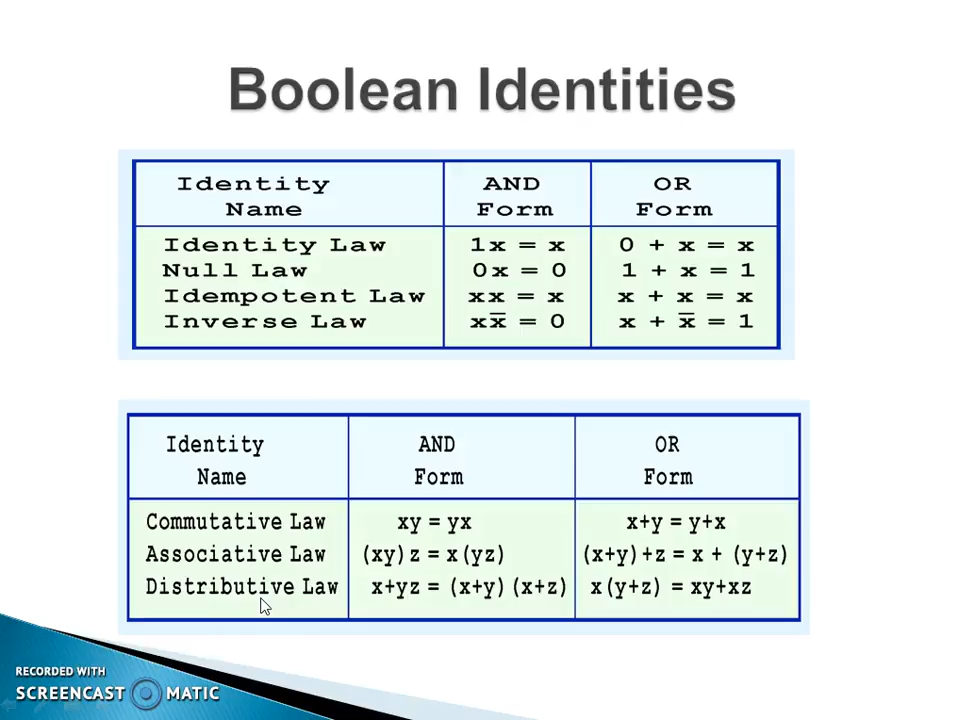 Boolean Identities
Identity Name AND Form OR Form
Identity Law 1x = x 0 + x = x
Null Law 0x = 0 1 + x = 1
Idempotent Law xx = x x + x = x
Inverse Law xx̅ = 0 x + x̅ = 1
Identity Name AND Form OR Form
Commutative Law xy = yx x+y = y+x
Associative Law (xy)z = x(yz) (x+y)+z = x + (y+z)
Distributive Law x+yz = (x+y)(x+z) x(y+z) = xy+xz
RECORDED WITH
SCREENCAST MATIC